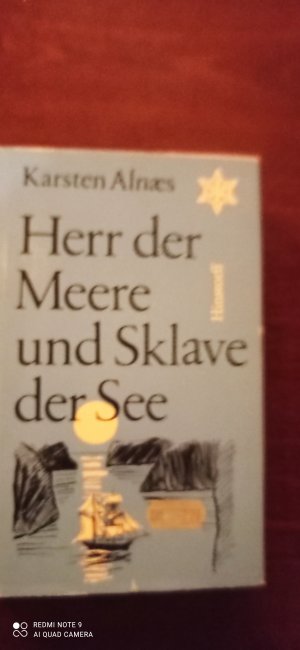 Karsten Alnæs
Herr der
Meere
und Sklave
der See
Hinstorff
REDMI NOTE 9
AI QUAD CAMERA